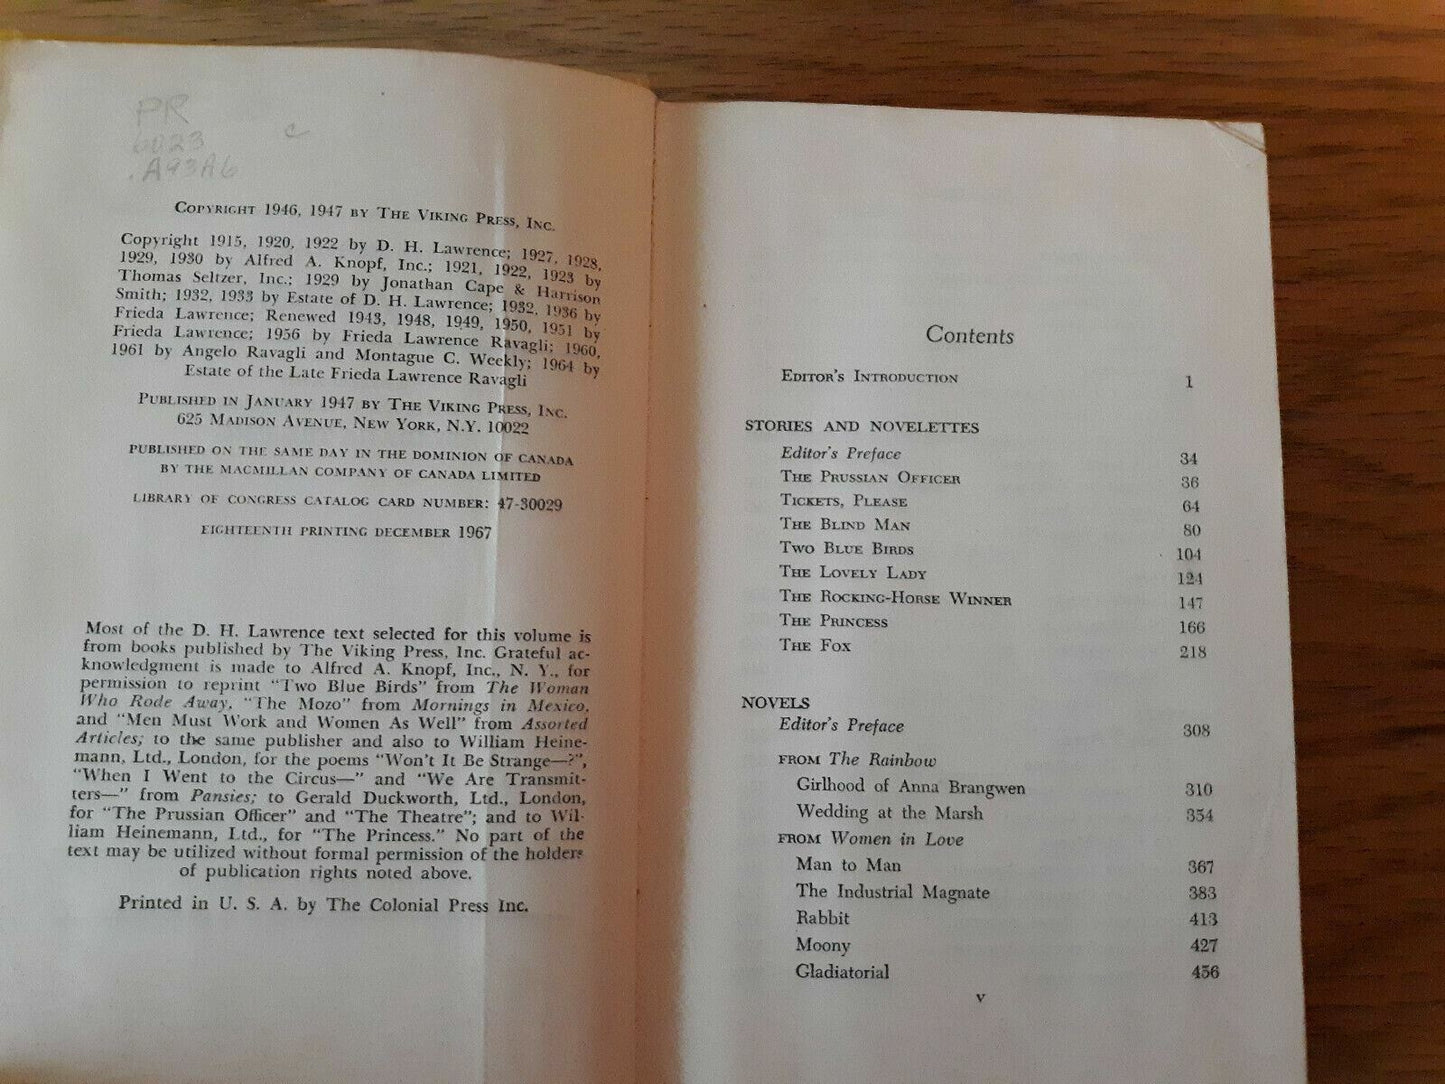 PR
6023
.A93A6
c
COPYRIGHT 1946, 1947 BY THE VIKING PRESS, INC.
Copyright 1915, 1920, 1922 by D. H. Lawrence; 1927, 1928,
1929, 1930 by Alfred A. Knopf, Inc.; 1921, 1922, 1923 by
Thomas Seltzer, Inc.; 1929 by Jonathan Cape & Harrison
Smith; 1932, 1933 by Estate of D. H. Lawrence; 1932, 1936 by
Frieda Lawrence; Renewed 1943, 1948, 1949, 1950, 1951 by
Frieda Lawrence; 1956 by Frieda Lawrence Ravagli; 1960,
1961 by Angelo Ravagli and Montague C. Weekly; 1964 by
Estate of the Late Frieda Lawrence Ravagli
PUBLISHED IN JANUARY 1947 BY THE VIKING PRESS, INC.
625 MADISON AVENUE, NEW YORK, N.Y. 10022
PUBLISHED ON THE SAME DAY IN THE DOMINION OF CANADA
BY THE MACMILLAN COMPANY OF CANADA LIMITED
LIBRARY OF CONGRESS CATALOG CARD NUMBER: 47-30029
EIGHTEENTH PRINTING DECEMBER 1967
Most of the D. H. Lawrence text selected for this volume is
from books published by The Viking Press, Inc. Grateful ac-
knowledgment is made to Alfred A. Knopf, Inc., N. Y., for
permission to reprint "Two Blue Birds" from The Woman
Who Rode Away, "The Mozo" from Mornings in Mexico,
and "Men Must Work and Women As Well" from Assorted
Articles; to the same publisher and also to William Heine-
mann, Ltd., London, for the poems "Won't It Be Strange—?",
"When I Went to the Circus—" and "We Are Transmit-
ters—" from Pansies; to Gerald Duckworth, Ltd., London,
for "The Prussian Officer" and "The Theatre"; and to Wil-
liam Heinemann, Ltd., for "The Princess." No part of the
text may be utilized without formal permission of the holders
of publication rights noted above.
Printed in U. S. A. by The Colonial Press Inc.
Contents
EDITOR'S INTRODUCTION 1
STORIES AND NOVELETTES
Editor's Preface 34
THE PRUSSIAN OFFICER 36
TICKETS, PLEASE 64
THE BLIND MAN 80
TWO BLUE BIRDS 104
THE LOVELY LADY 124
THE ROCKING-HORSE WINNER 147
THE PRINCESS 166
THE FOX 218
NOVELS
Editor's Preface 308
FROM The Rainbow
Girlhood of Anna Brangwen 310
Wedding at the Marsh 354
FROM Women in Love
Man to Man 367
The Industrial Magnate 383
Rabbit 413
Moony 427
Gladiatorial 456
v